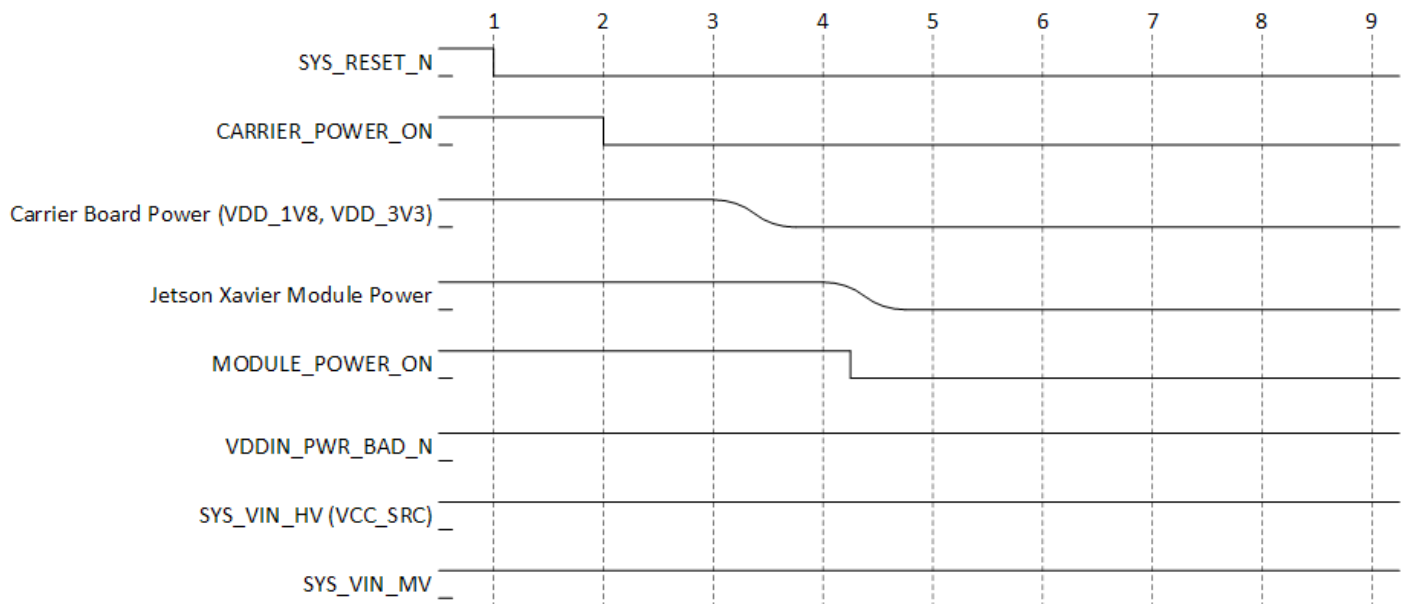 1 2 3 4 5 6 7 8 9
SYS_RESET_N
CARRIER_POWER_ON
Carrier Board Power (VDD_1V8, VDD_3V3)
Jetson Xavier Module Power
MODULE_POWER_ON
VDDIN_PWR_BAD_N
SYS_VIN_HV (VCC_SRC)
SYS_VIN_MV